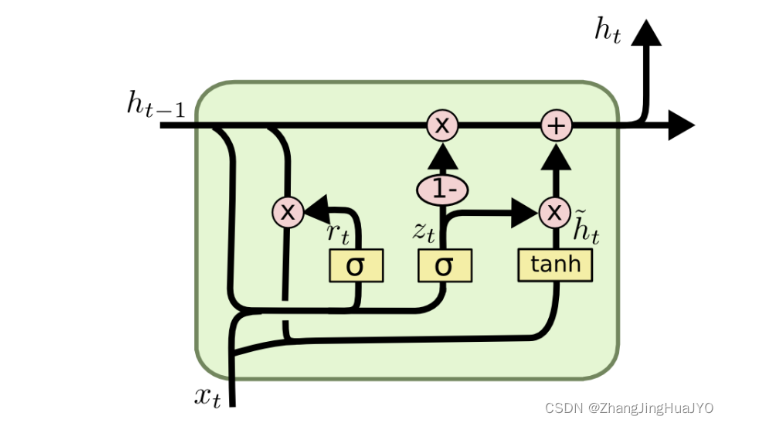 h_t
h_{t-1}
x + 
1-
x r_t z_t x h̃_t
σ σ tanh
x_t
CSDN @ZhangJingHuaJYO